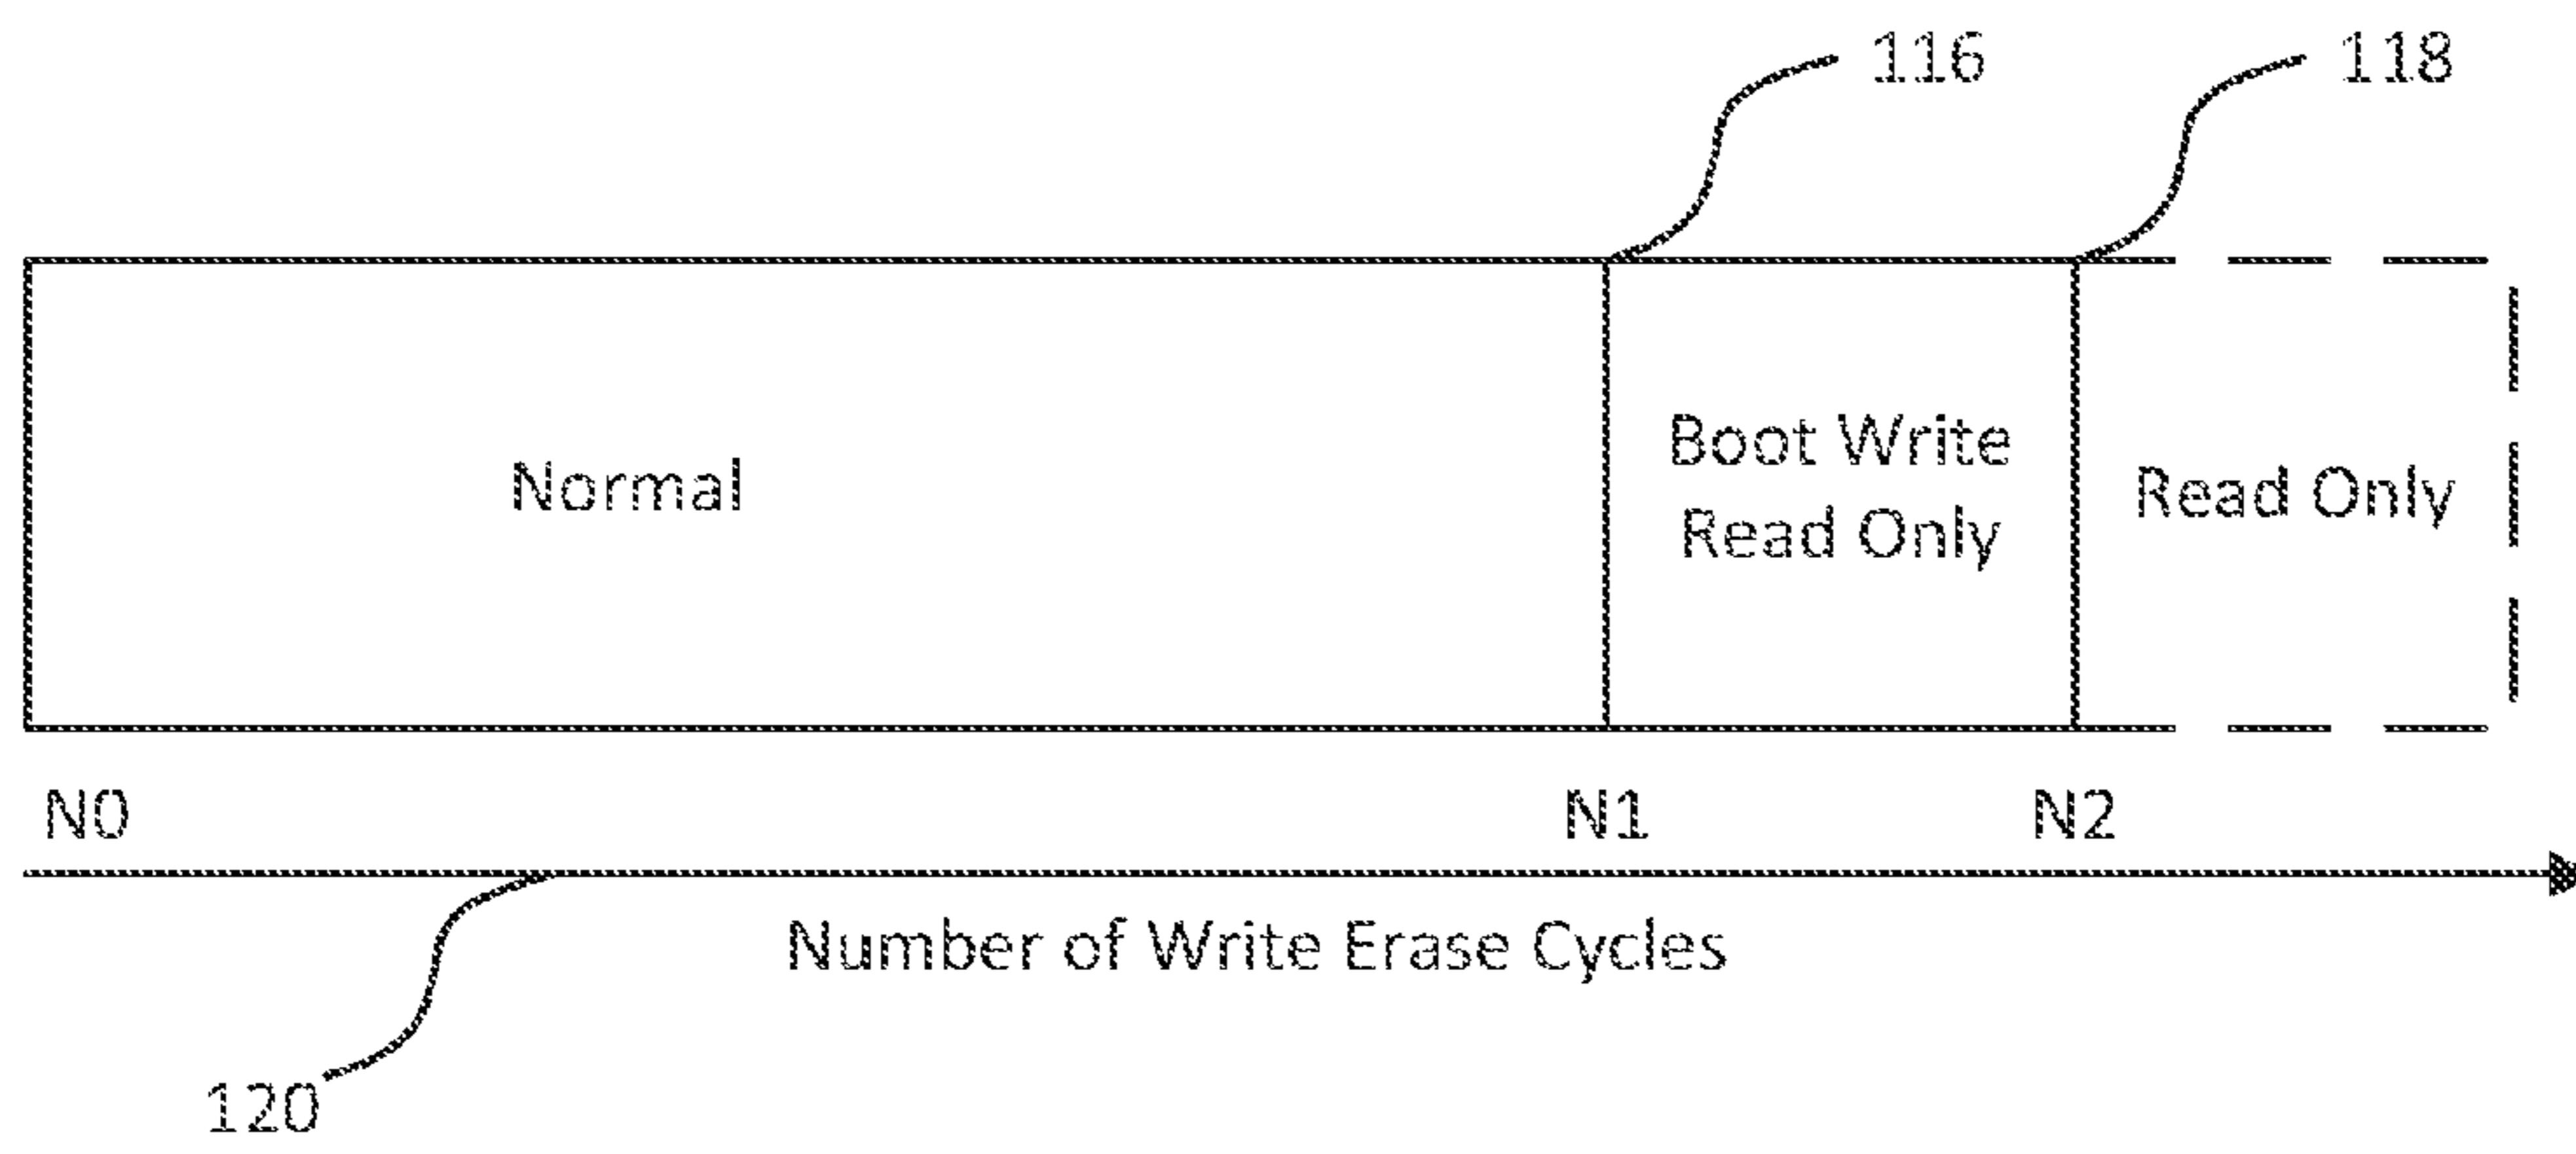 116
118
Normal
Boot Write
Read Only
Read Only
N0
N1
N2
Number of Write Erase Cycles
120